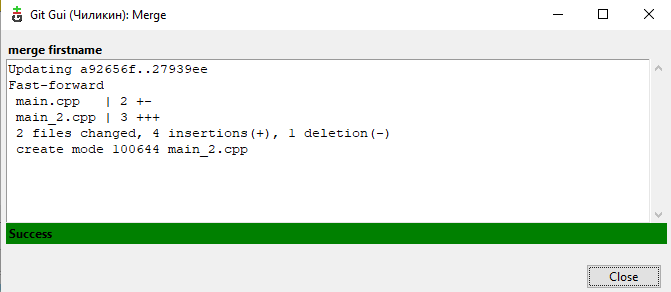 Git Gui (Чиликин): Merge
merge firstname
Updating a92656f..27939ee
Fast-forward
 main.cpp   | 2 +-
 main_2.cpp | 3 +++
 2 files changed, 4 insertions(+), 1 deletion(-)
 create mode 100644 main_2.cpp
Success
Close